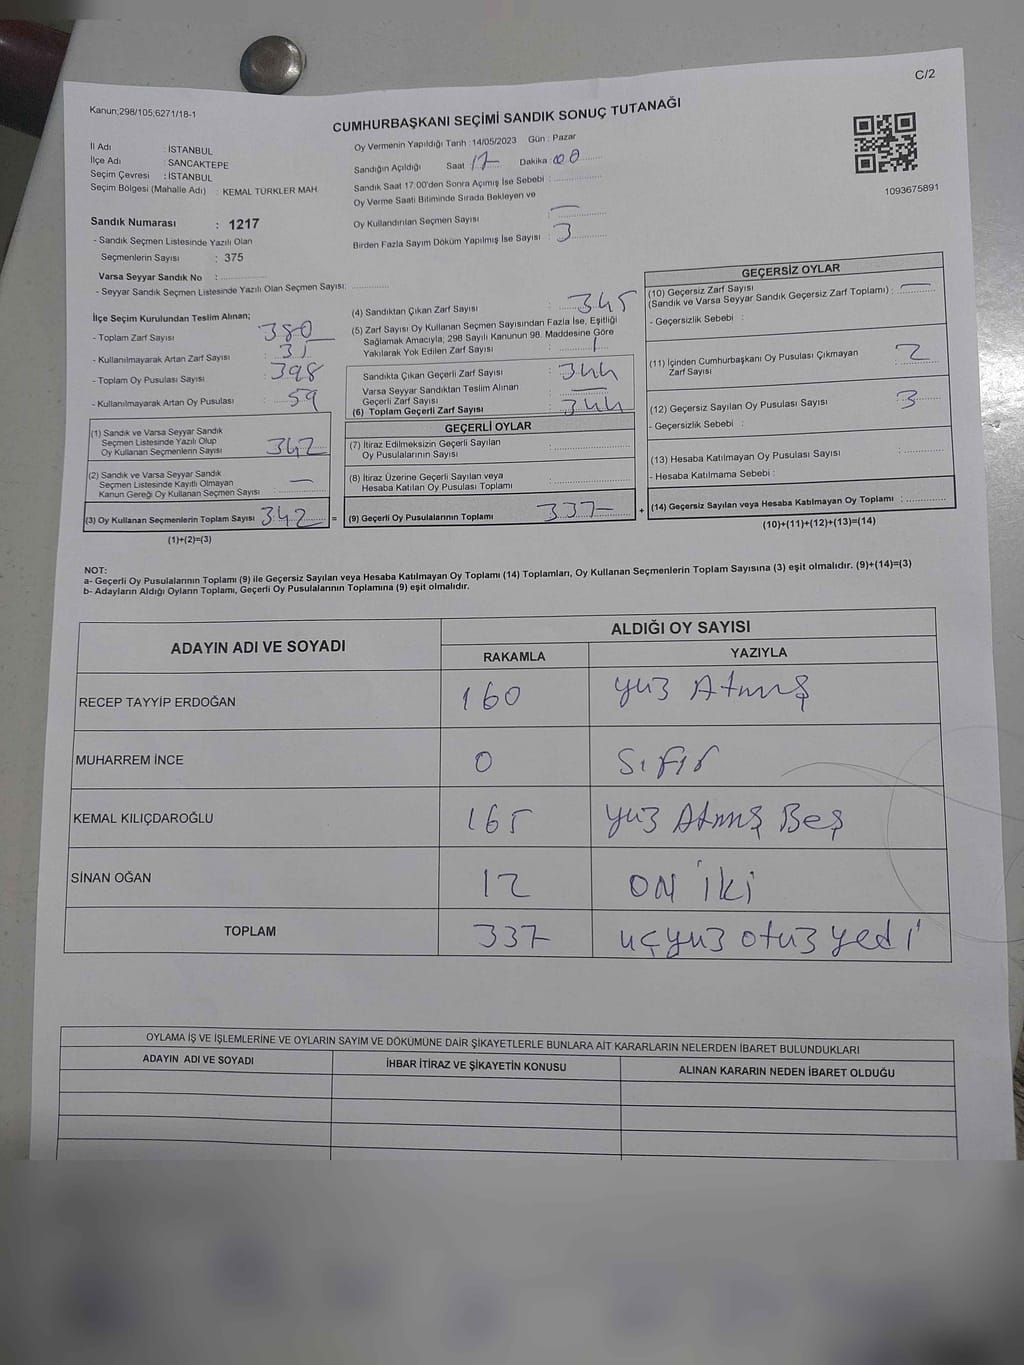 C/2
Kanun;298/105;6271/18-1
CUMHURBAŞKANI SEÇİMİ SANDIK SONUÇ TUTANAĞI
İl Adı : İSTANBUL
İlçe Adı : SANCAKTEPE
Seçim Çevresi : İSTANBUL
Seçim Bölgesi (Mahalle Adı) : KEMAL TÜRKLER MAH.
Sandık Numarası : 1217
- Sandık Seçmen Listesinde Yazılı Olan
Seçmenlerin Sayısı : 375
Varsa Seyyar Sandık No :
- Seyyar Sandık Seçmen Listesinde Yazılı Olan Seçmen Sayısı:
Oy Vermenin Yapıldığı Tarih :14/05/2023 Gün : Pazar
Sandığın Açıldığı Saat 17 Dakika 00
Sandık Saat 17:00'den Sonra Açımış İse Sebebi :
Oy Verme Saati Bitiminde Sırada Bekleyen ve
Oy Kullandırılan Seçmen Sayısı : —
Birden Fazla Sayım Döküm Yapılmış İse Sayısı : 3
1093675891
İlçe Seçim Kurulundan Teslim Alınan;
- Toplam Zarf Sayısı : 380
- Kullanılmayarak Artan Zarf Sayısı :
- Toplam Oy Pusulası Sayısı : 398
- Kullanılmayarak Artan Oy Pusulası : 59
(1) Sandık ve Varsa Seyyar Sandık
Seçmen Listesinde Yazılı Olup
Oy Kullanan Seçmenlerin Sayısı 342
(2) Sandık ve Varsa Seyyar Sandık
Seçmen Listesinde Kayıtlı Olmayan
Kanun Gereği Oy Kullanan Seçmen Sayısı : —
(3) Oy Kullanan Seçmenlerin Toplam Sayısı 342 =
(1)+(2)=(3)
(4) Sandıktan Çıkan Zarf Sayısı : 345
(5) Zarf Sayısı Oy Kullanan Seçmen Sayısından Fazla İse, Eşitliği
Sağlamak Amacıyla; 298 Sayılı Kanunun 98. Maddesine Göre
Yakılarak Yok Edilen Zarf Sayısı : 1
Sandıkta Çıkan Geçerli Zarf Sayısı : 344
Varsa Seyyar Sandıktan Teslim Alınan
Geçerli Zarf Sayısı : —
(6) Toplam Geçerli Zarf Sayısı : 344
GEÇERLİ OYLAR
(7) İtiraz Edilmeksizin Geçerli Sayılan
Oy Pusulalarının Sayısı :
(8) İtiraz Üzerine Geçerli Sayılan veya
Hesaba Katılan Oy Pusulası Toplamı :
(9) Geçerli Oy Pusulalarının Toplamı 337 +
GEÇERSİZ OYLAR
(10) Geçersiz Zarf Sayısı
(Sandık ve Varsa Seyyar Sandık Geçersiz Zarf Toplamı) : —
- Geçersizlik Sebebi :
(11) İçinden Cumhurbaşkanı Oy Pusulası Çıkmayan
Zarf Sayısı : 2
(12) Geçersiz Sayılan Oy Pusulası Sayısı : 3
- Geçersizlik Sebebi :
(13) Hesaba Katılmayan Oy Pusulası Sayısı :
- Hesaba Katılmama Sebebi :
(14) Geçersiz Sayılan veya Hesaba Katılmayan Oy Toplamı :
(10)+(11)+(12)+(13)=(14)
NOT:
a- Geçerli Oy Pusulalarının Toplamı (9) ile Geçersiz Sayılan veya Hesaba Katılmayan Oy Toplamı (14) Toplamları, Oy Kullanan Seçmenlerin Toplam Sayısına (3) eşit olmalıdır. (9)+(14)=(3)
b- Adayların Aldığı Oyların Toplamı, Geçerli Oy Pusulalarının Toplamına (9) eşit olmalıdır.
ADAYIN ADI VE SOYADI
ALDIĞI OY SAYISI
RAKAMLA YAZIYLA
RECEP TAYYİP ERDOĞAN 160 yüz Atmış
MUHARREM İNCE 0 Sıfır
KEMAL KILIÇDAROĞLU 165 yüz Atmış Beş
SİNAN OĞAN 12 ON iki
TOPLAM 337 uçyuz otuz yedi
OYLAMA İŞ VE İŞLEMLERİNE VE OYLARIN SAYIM VE DÖKÜMÜNE DAİR ŞİKAYETLERLE BUNLARA AİT KARARLARIN NELERDEN İBARET BULUNDUKLARI
ADAYIN ADI VE SOYADI İHBAR İTİRAZ VE ŞİKAYETİN KONUSU ALINAN KARARIN NEDEN İBARET OLDUĞU